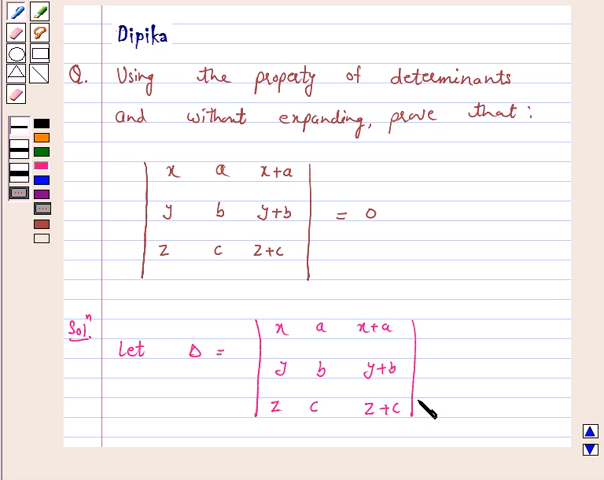 Dipika
Q. Using the property of determinants
and without expanding, prove that :
x a x+a
y b y+b = 0
z c z+c
Solⁿ.
x a x+a
Let Δ = y b y+b
z c z+c